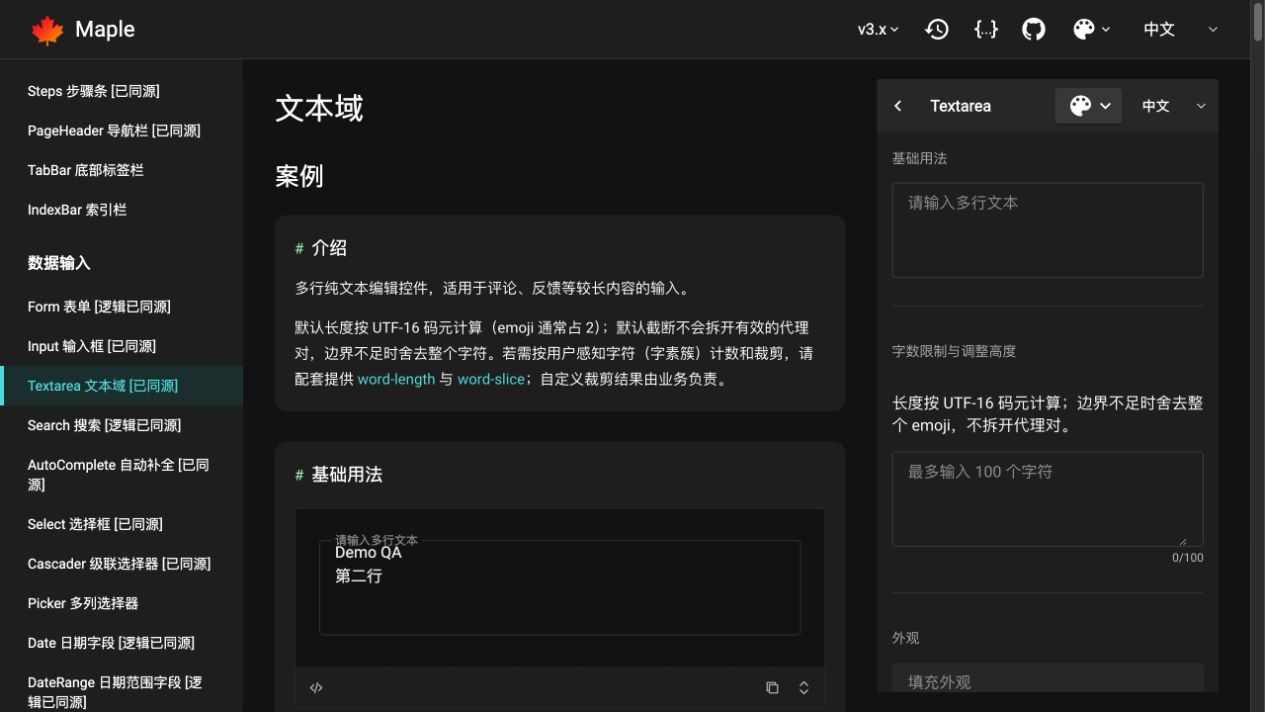 Maple
v3.x
中文
Steps 步骤条 [已同源]
PageHeader 导航栏 [已同源]
TabBar 底部标签栏
IndexBar 索引栏
数据输入
Form 表单 [逻辑已同源]
Input 输入框 [已同源]
Textarea 文本域 [已同源]
Search 搜索 [逻辑已同源]
AutoComplete 自动补全 [已同
源]
Select 选择框 [已同源]
Cascader 级联选择器 [已同源]
Picker 多列选择器
Date 日期字段 [逻辑已同源]
DateRange 日期范围字段 [逻
辑已同源]
文本域
案例
# 介绍
多行纯文本编辑控件，适用于评论、反馈等较长内容的输入。
默认长度按 UTF-16 码元计算（emoji 通常占 2）；默认截断不会拆开有效的代理
对，边界不足时舍去整个字符。若需按用户感知字符（字素簇）计数和裁剪，请
配套提供 word-length 与 word-slice；自定义裁剪结果由业务负责。
# 基础用法
请输入多行文本
Demo QA
第二行
Textarea
中文
基础用法
请输入多行文本
字数限制与调整高度
长度按 UTF-16 码元计算；边界不足时舍去整
个 emoji，不拆开代理对。
最多输入 100 个字符
0/100
外观
填充外观